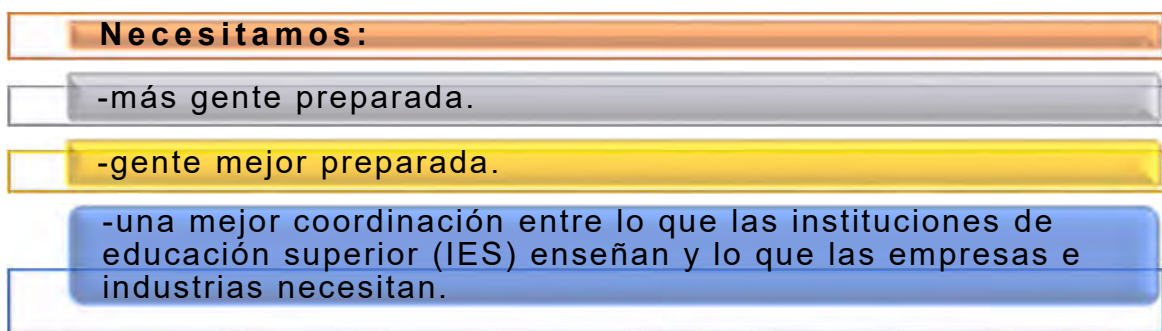 Necesitamos:
-más gente preparada.
-gente mejor preparada.
-una mejor coordinación entre lo que las instituciones de
educación superior (IES) enseñan y lo que las empresas e
industrias necesitan.